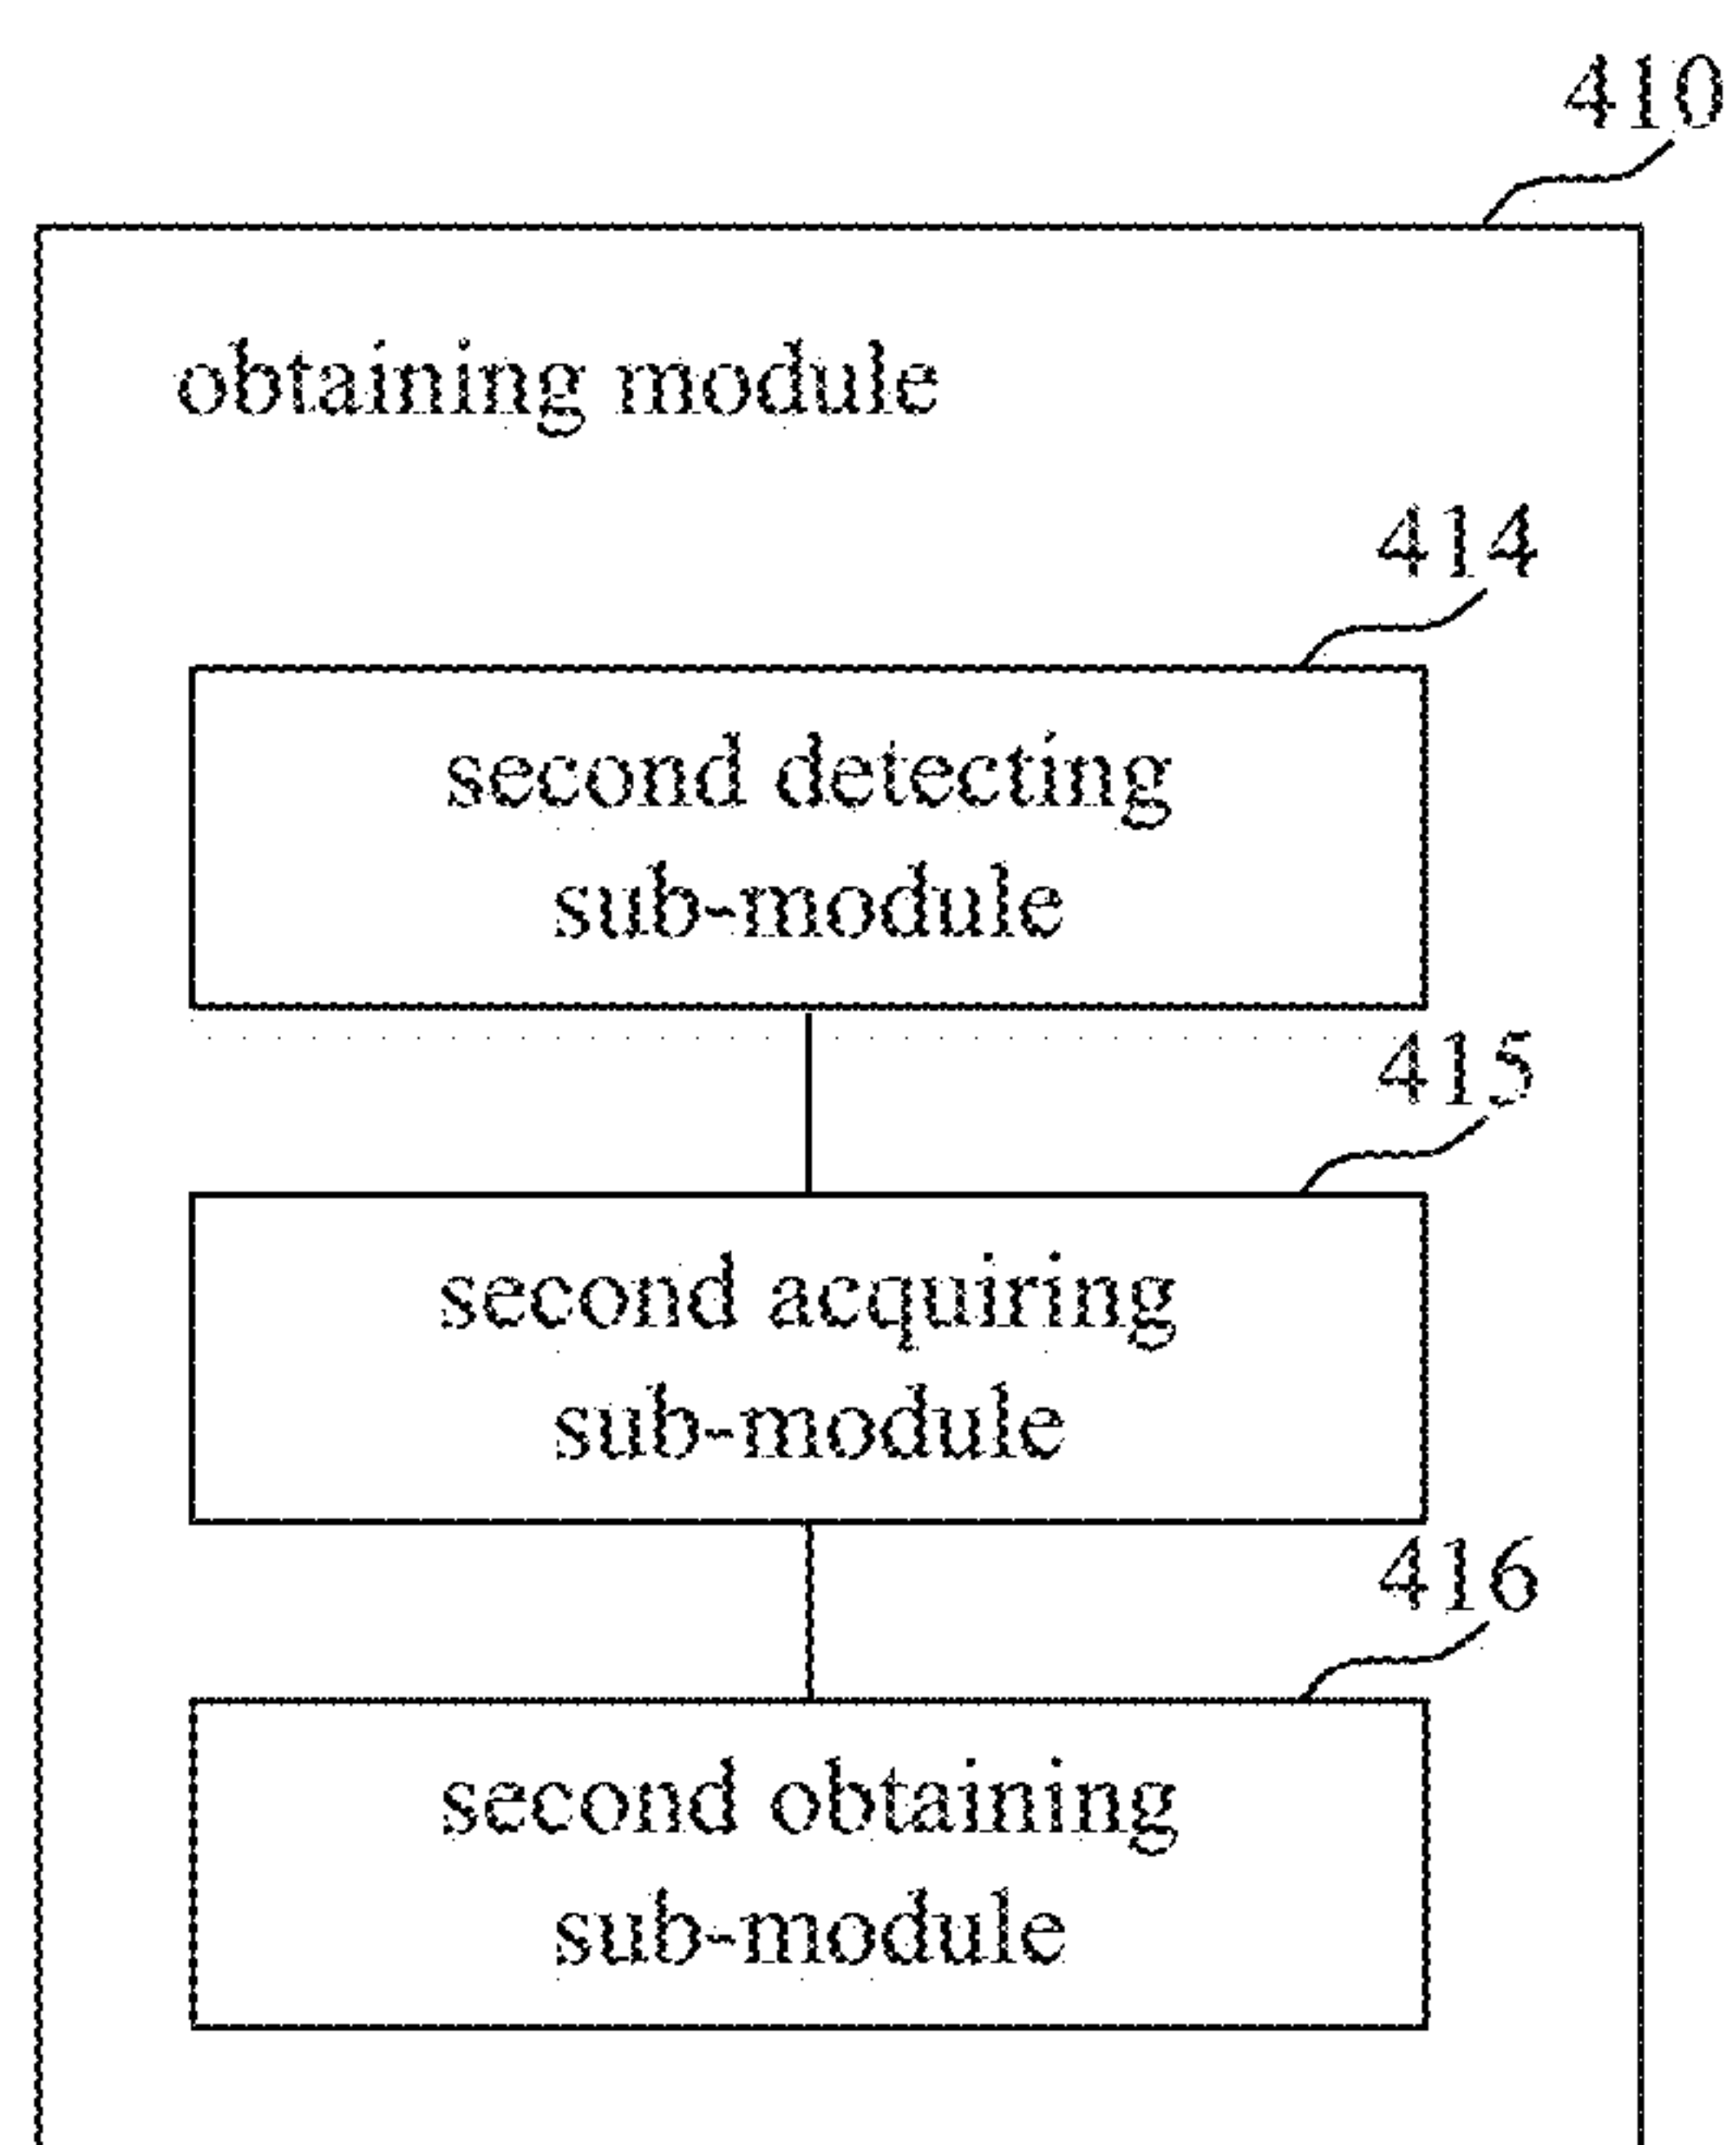 410
obtaining module
414
second detecting
sub-module
415
second acquiring
sub-module
416
second obtaining
sub-module